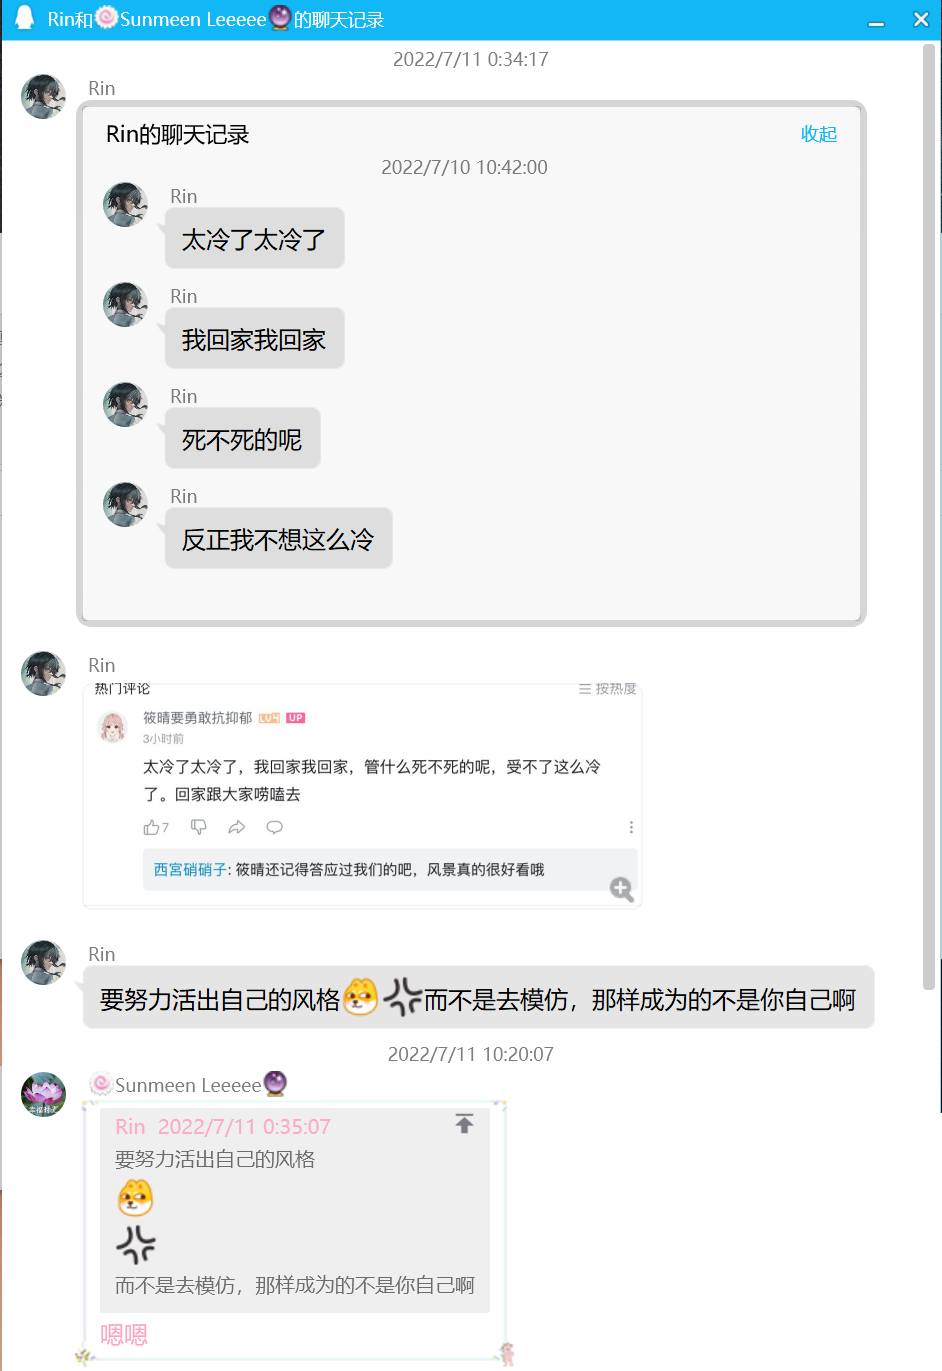 Rin和Sunmeen Leeeee的聊天记录
2022/7/11 0:34:17
Rin
Rin的聊天记录
收起
2022/7/10 10:42:00
Rin
太冷了太冷了
Rin
我回家我回家
Rin
死不死的呢
Rin
反正我不想这么冷
Rin
热门评论
按热度
筱晴要勇敢抗抑郁 LV4 UP
3小时前
太冷了太冷了，我回家我回家，管什么死不死的呢，受不了这么冷
了。回家跟大家唠嗑去
7
西宫硝硝子: 筱晴还记得答应过我们的吧，风景真的很好看哦
Rin
要努力活出自己的风格而不是去模仿，那样成为的不是你自己啊
2022/7/11 10:20:07
Sunmeen Leeeee
Rin 2022/7/11 0:35:07
要努力活出自己的风格
而不是去模仿，那样成为的不是你自己啊
嗯嗯